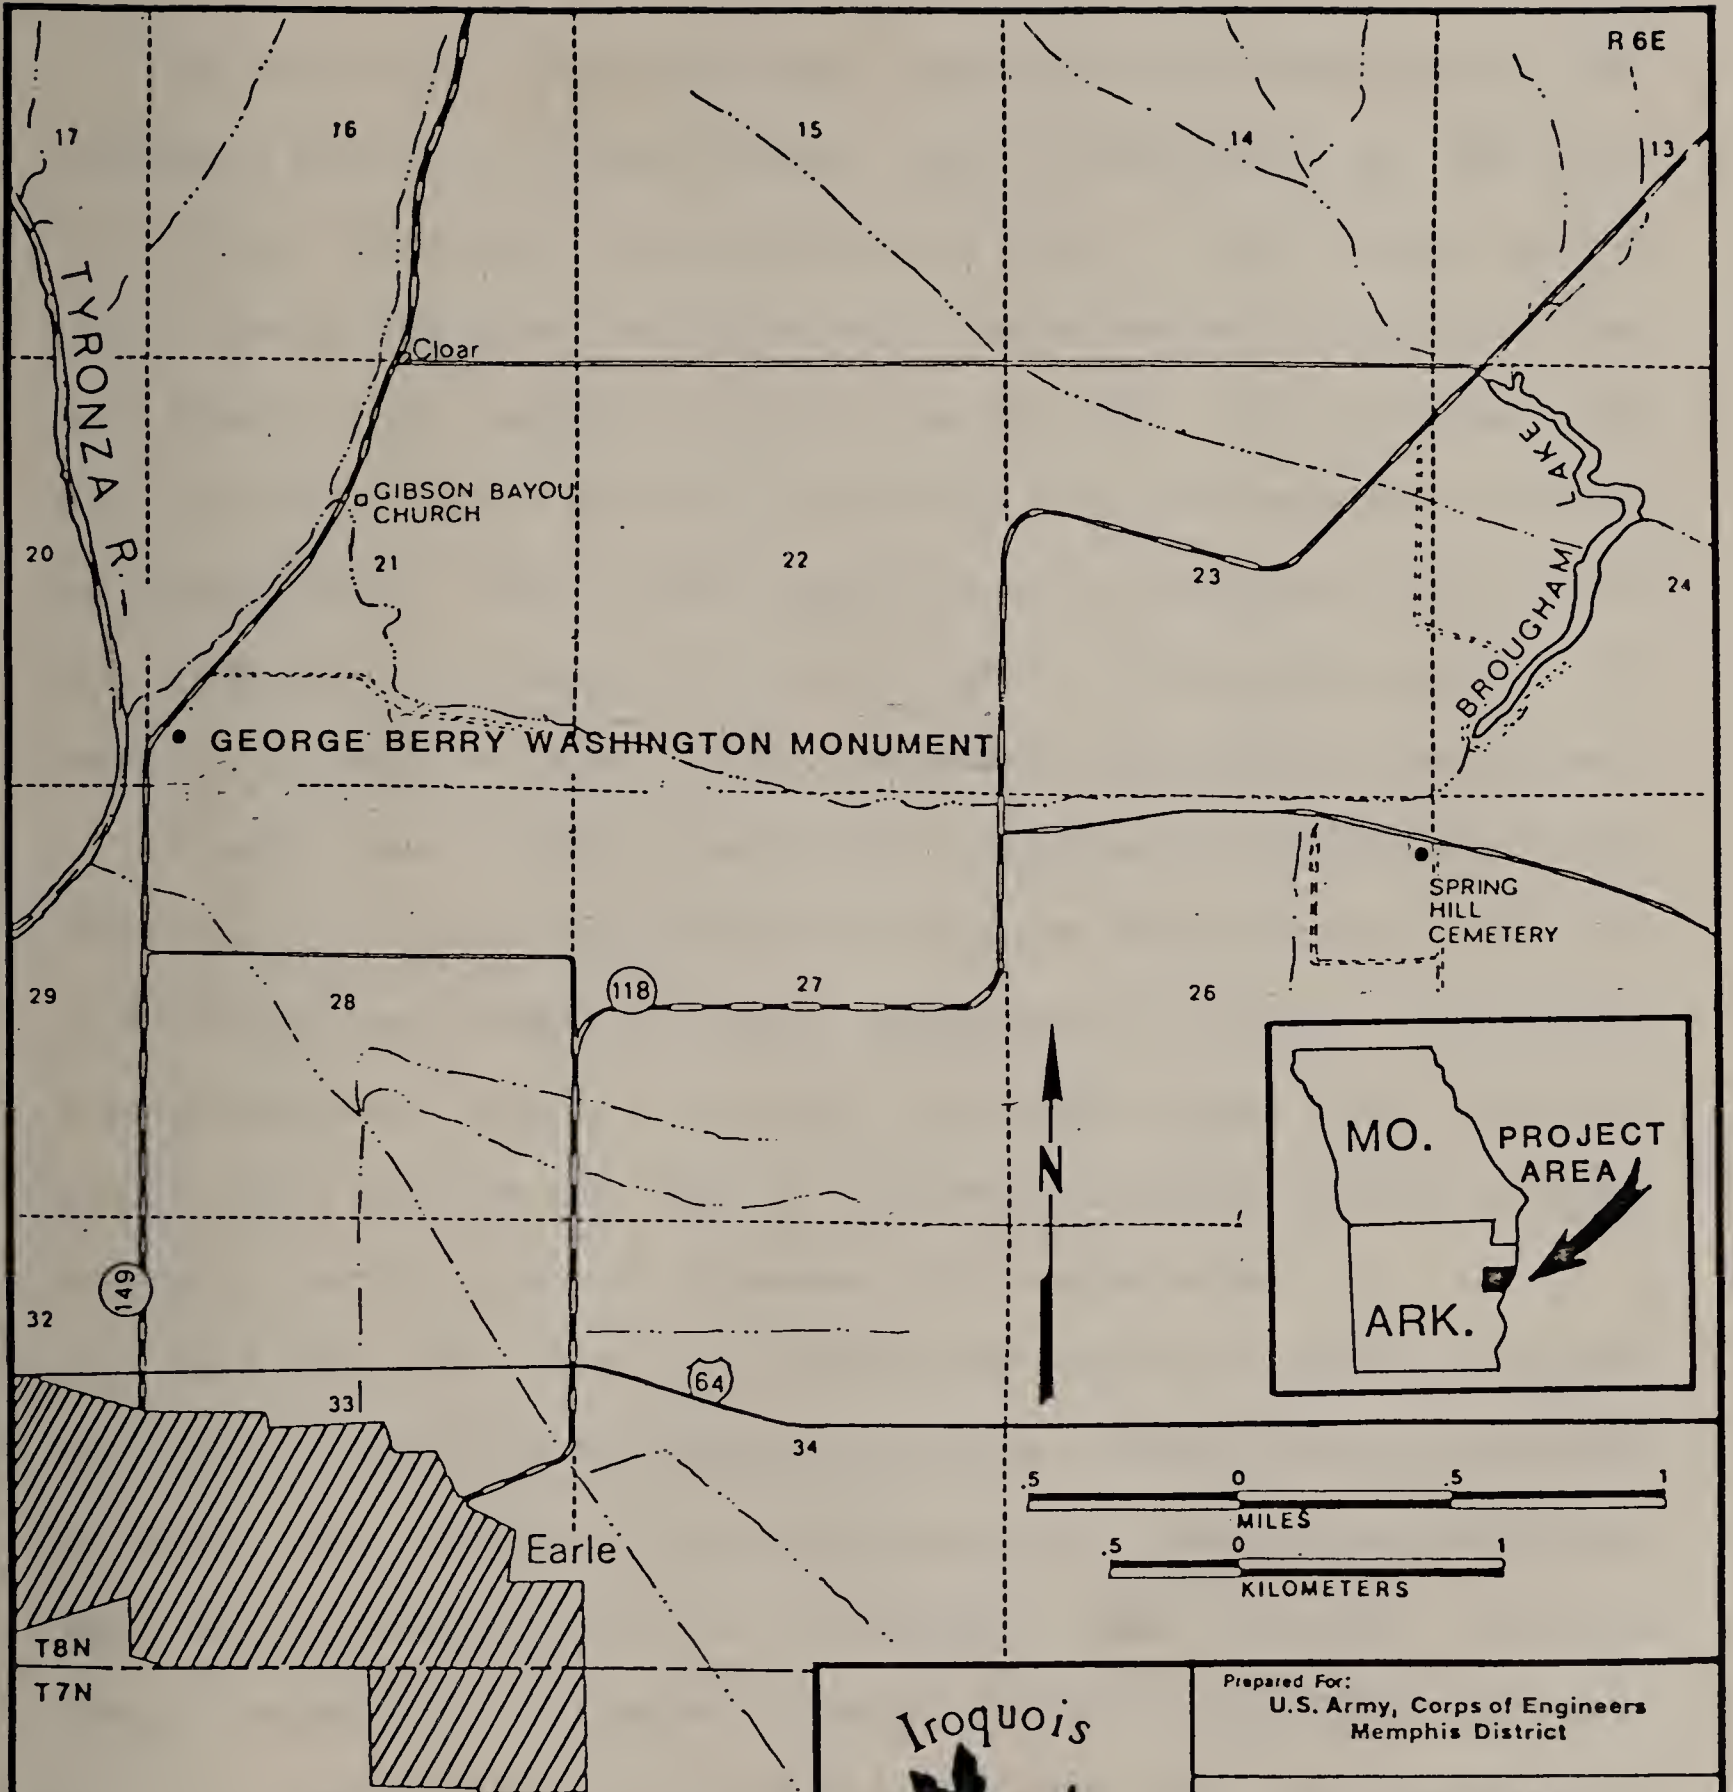 R 6E
17
16
15
14
13
TYRONZA R.
Cloar
GIBSON BAYOU
CHURCH
BROUGHAM LAKE
20
21
22
23
24
GEORGE BERRY WASHINGTON MONUMENT
SPRING
HILL
CEMETERY
29
28
118
27
26
MO.
PROJECT
AREA
N
149
ARK.
32
64
33
34
.5 0 .5 1
MILES
Earle
.5 0 1
KILOMETERS
T8N
T7N
Iroquois
Prepared For:
U.S. Army, Corps of Engineers
Memphis District